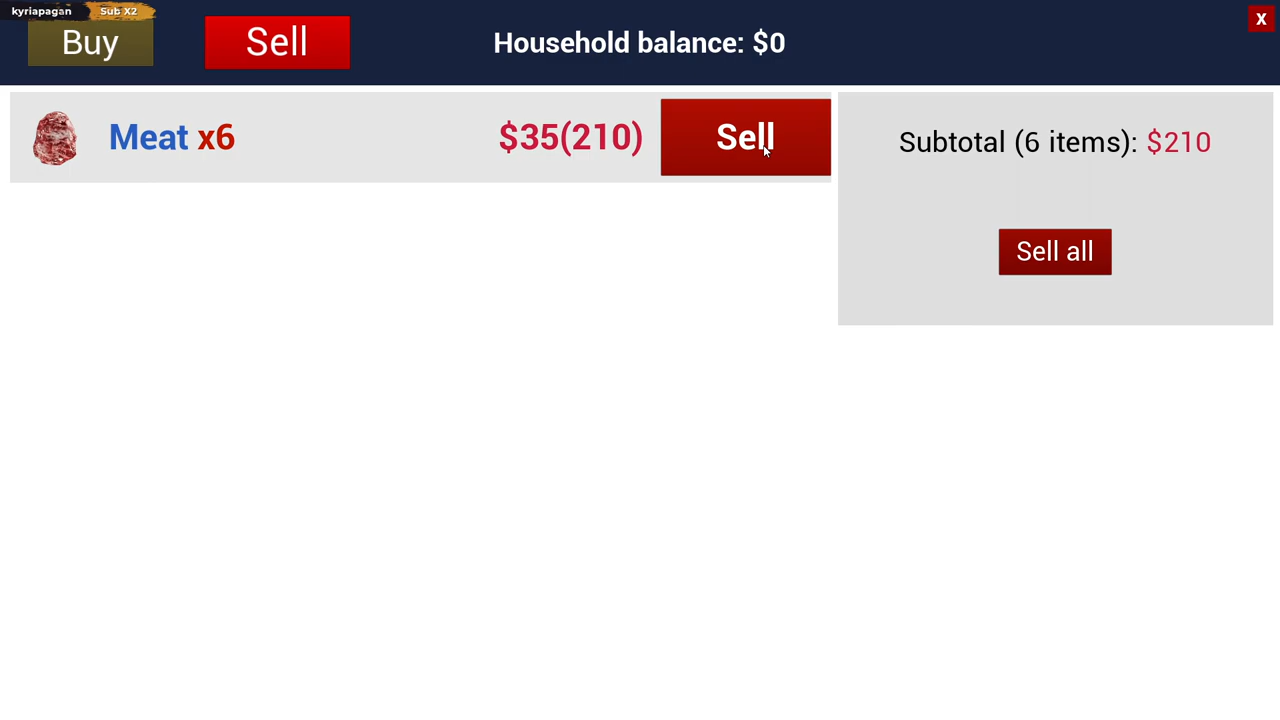 kyriapagan Sub X2
Buy Sell Household balance: $0 X
Meat x6 $35(210) Sell
Subtotal (6 items): $210
Sell all